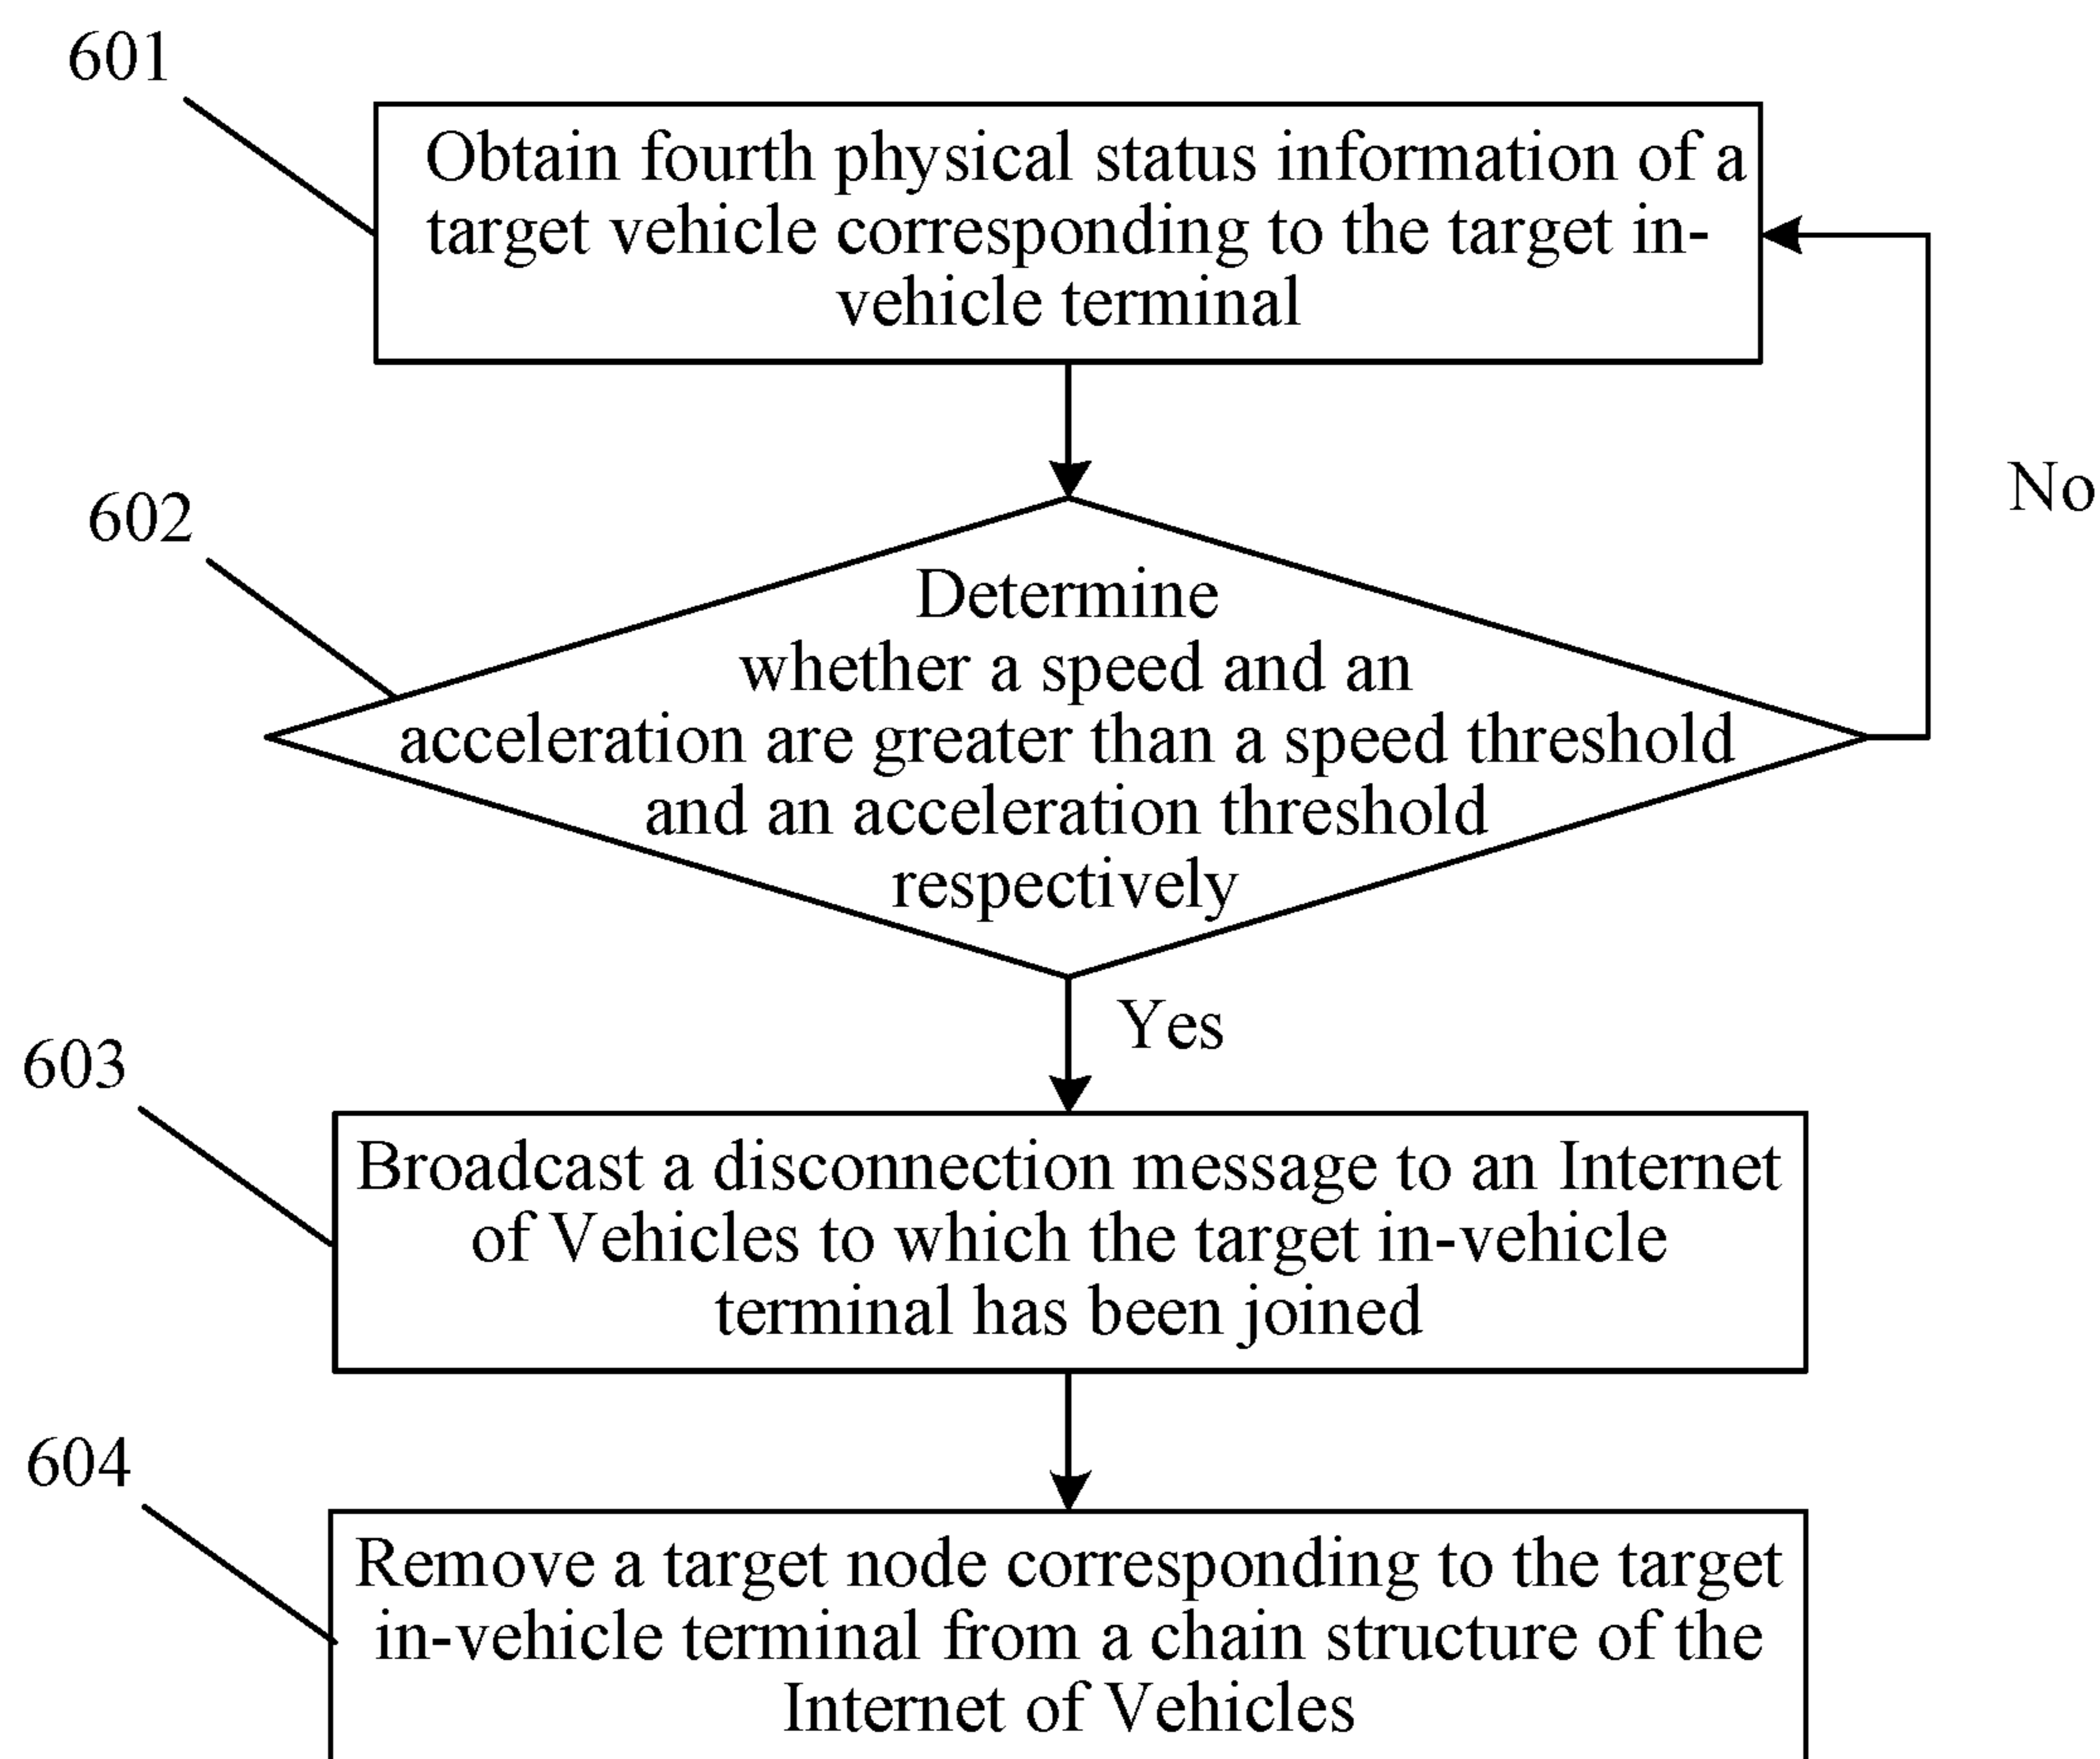 601
Obtain fourth physical status information of a
target vehicle corresponding to the target in-
vehicle terminal
No
602
Determine
whether a speed and an
acceleration are greater than a speed threshold
and an acceleration threshold
respectively
Yes
603
Broadcast a disconnection message to an Internet
of Vehicles to which the target in-vehicle
terminal has been joined
604
Remove a target node corresponding to the target
in-vehicle terminal from a chain structure of the
Internet of Vehicles